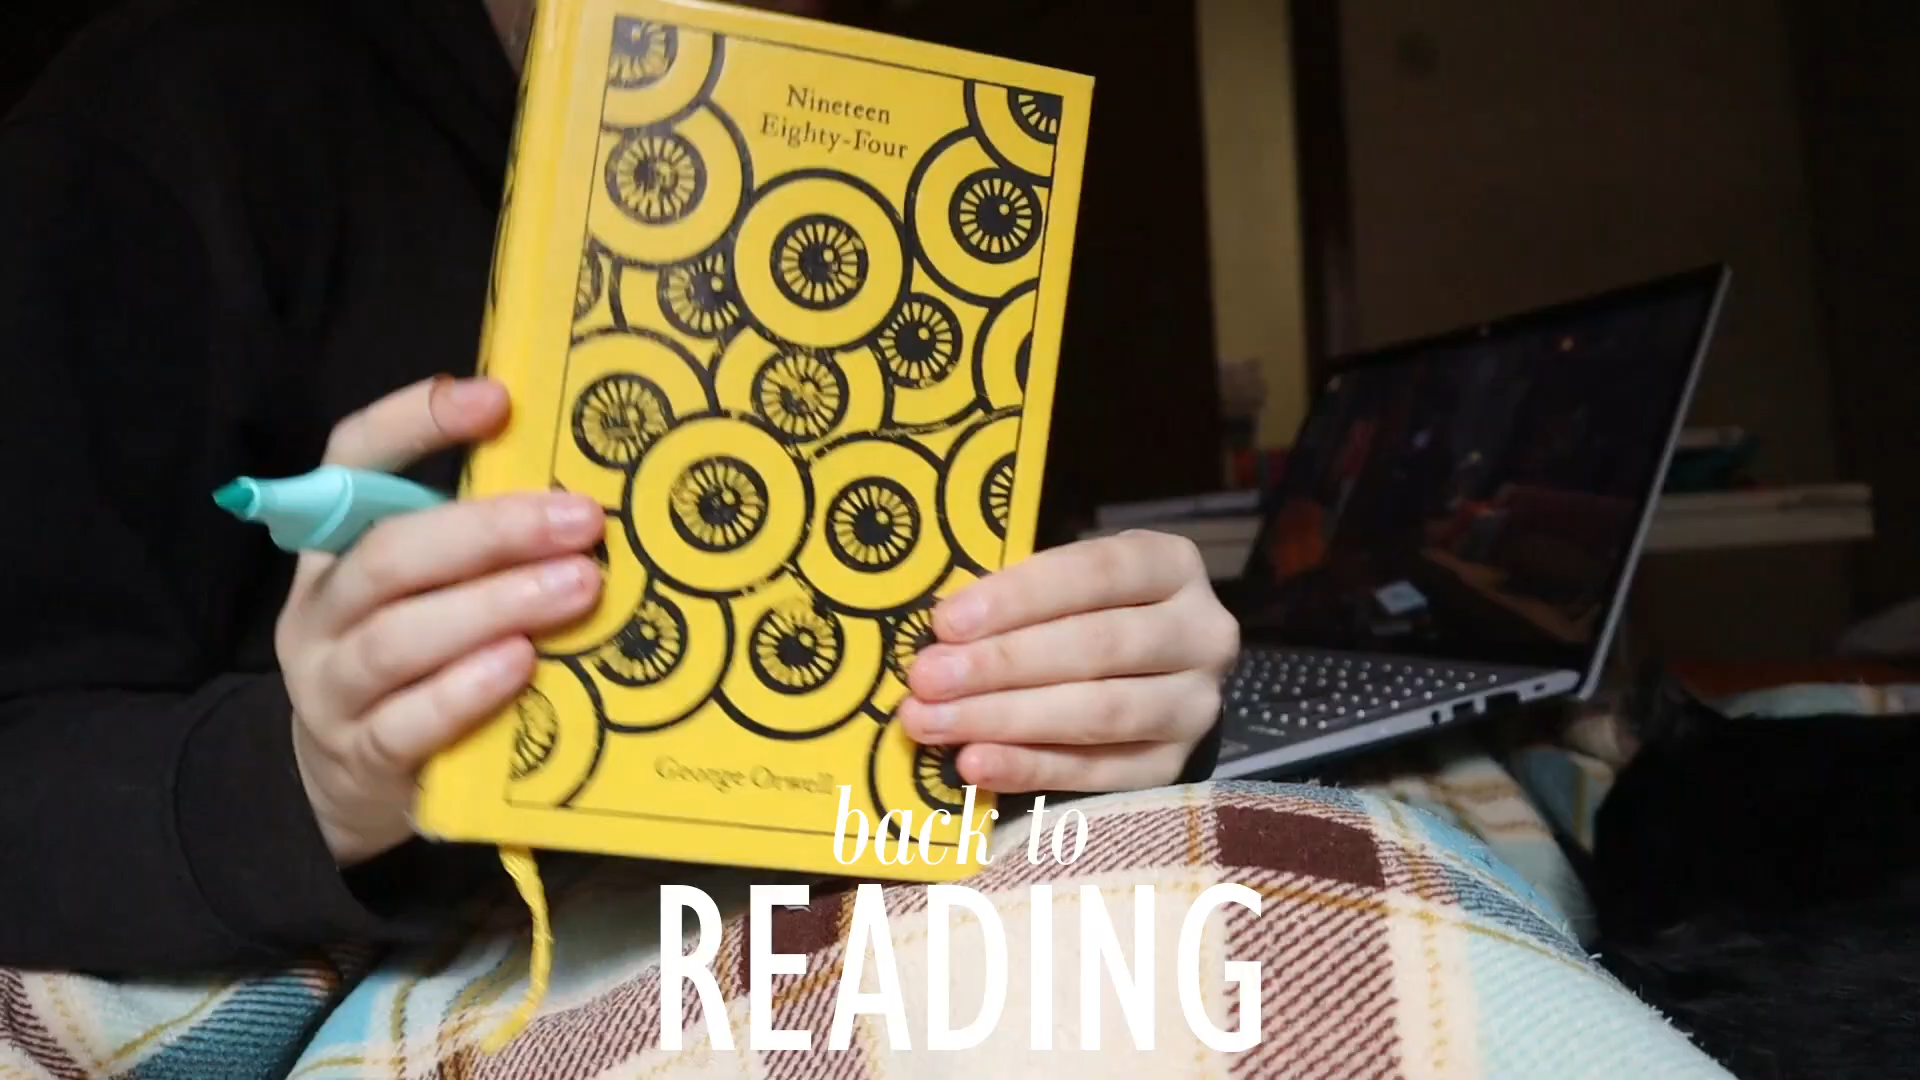 Nineteen
Eighty-Four
George Orwell
back to
READING